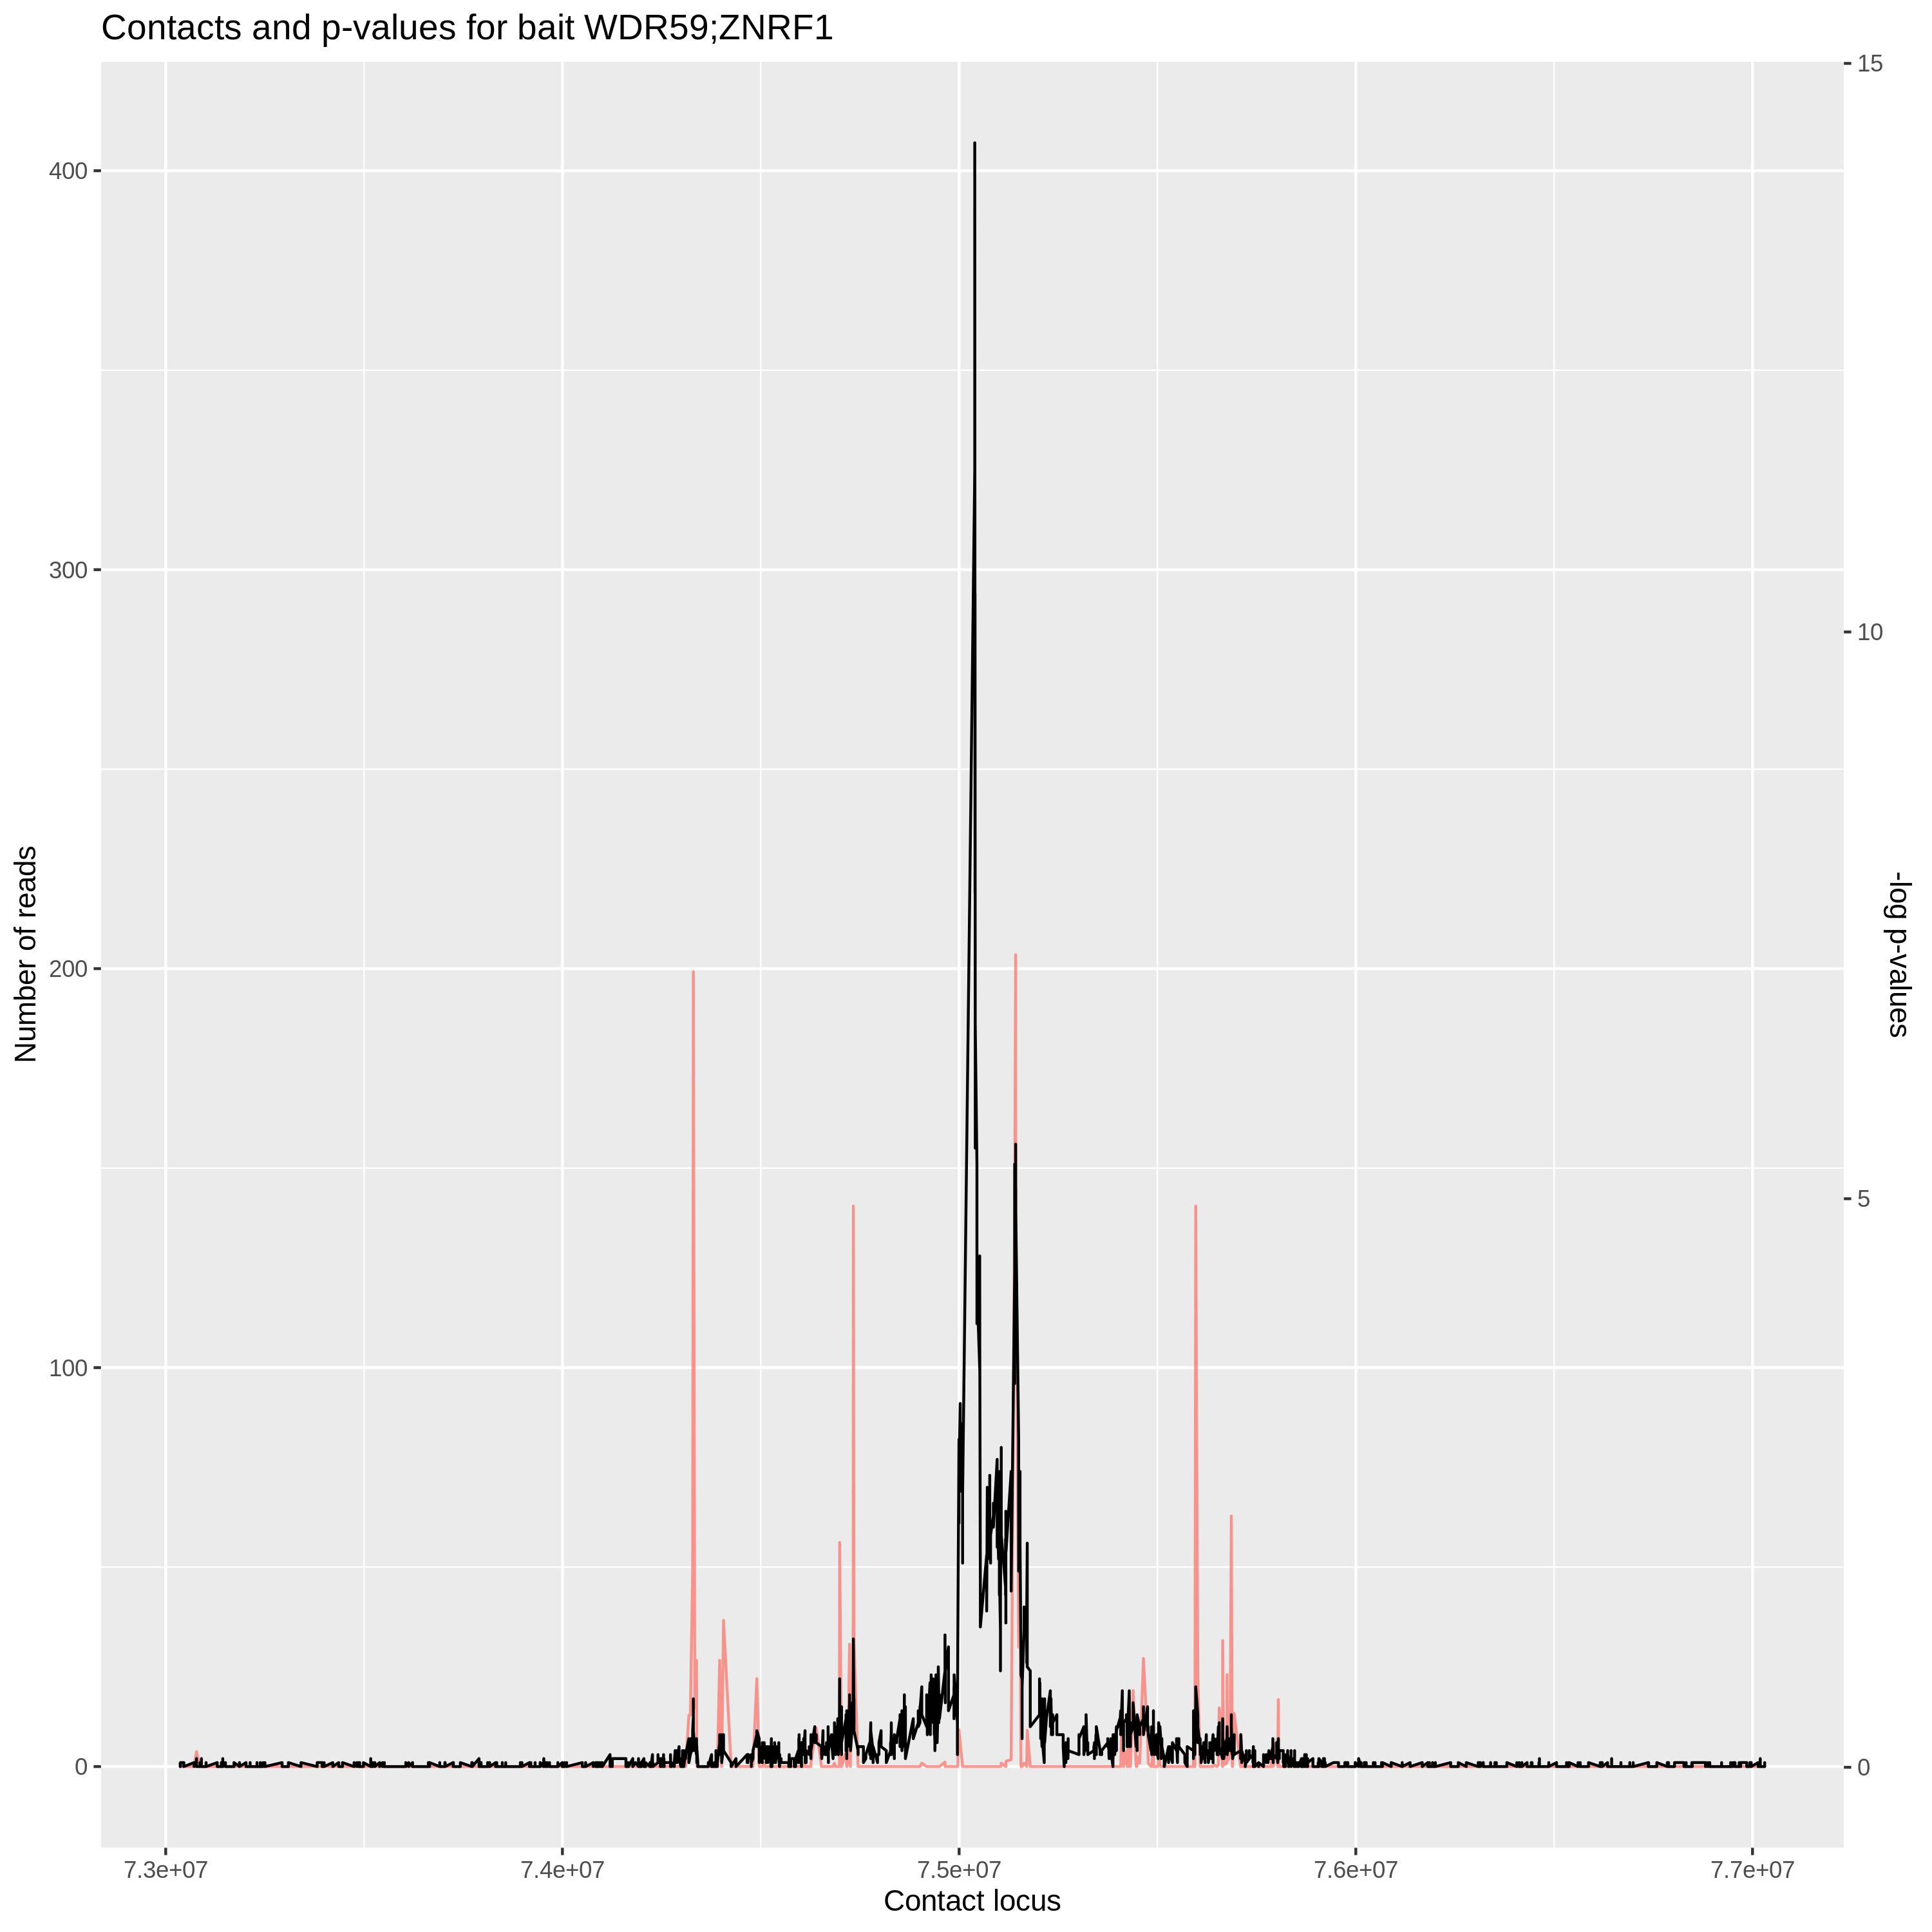 Contacts and p-values for bait WDR59;ZNRF1
15
400
300
10
Number of reads
200
-log p-values
5
100
0
0
7.3e+07
7.4e+07
7.5e+07
7.6e+07
7.7e+07
Contact locus